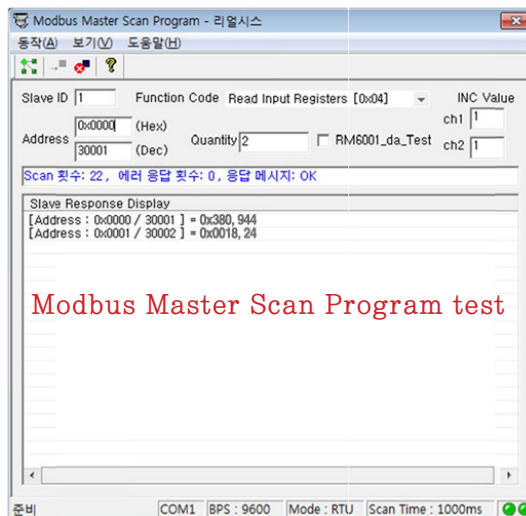 Modbus Master Scan Program - 리얼시스
동작(A) 보기(V) 도움말(H)
Slave ID 1 Function Code Read Input Registers [0x04] INC Value
Address 0x0000 (Hex) Quantity 2 RM6001_da_Test ch1 1
30001 (Dec) ch2 1
Scan 횟수: 22, 에러 응답 횟수: 0, 응답 메시지: OK
Slave Response Display
[Address : 0x0000 / 30001 ] = 0x380, 944
[Address : 0x0001 / 30002 ] = 0x0018, 24
Modbus Master Scan Program test
준비 COM1 BPS : 9600 Mode : RTU Scan Time : 1000ms